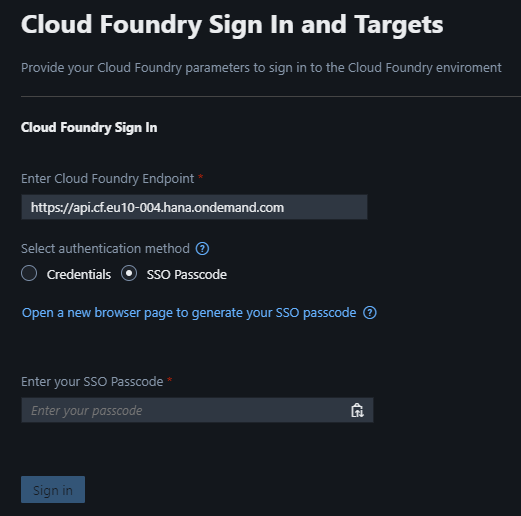 Cloud Foundry Sign In and Targets
Provide your Cloud Foundry parameters to sign in to the Cloud Foundry enviroment
Cloud Foundry Sign In
Enter Cloud Foundry Endpoint *
https://api.cf.eu10-004.hana.ondemand.com
Select authentication method ?
Credentials SSO Passcode
Open a new browser page to generate your SSO passcode ?
Enter your SSO Passcode *
Enter your passcode
Sign in